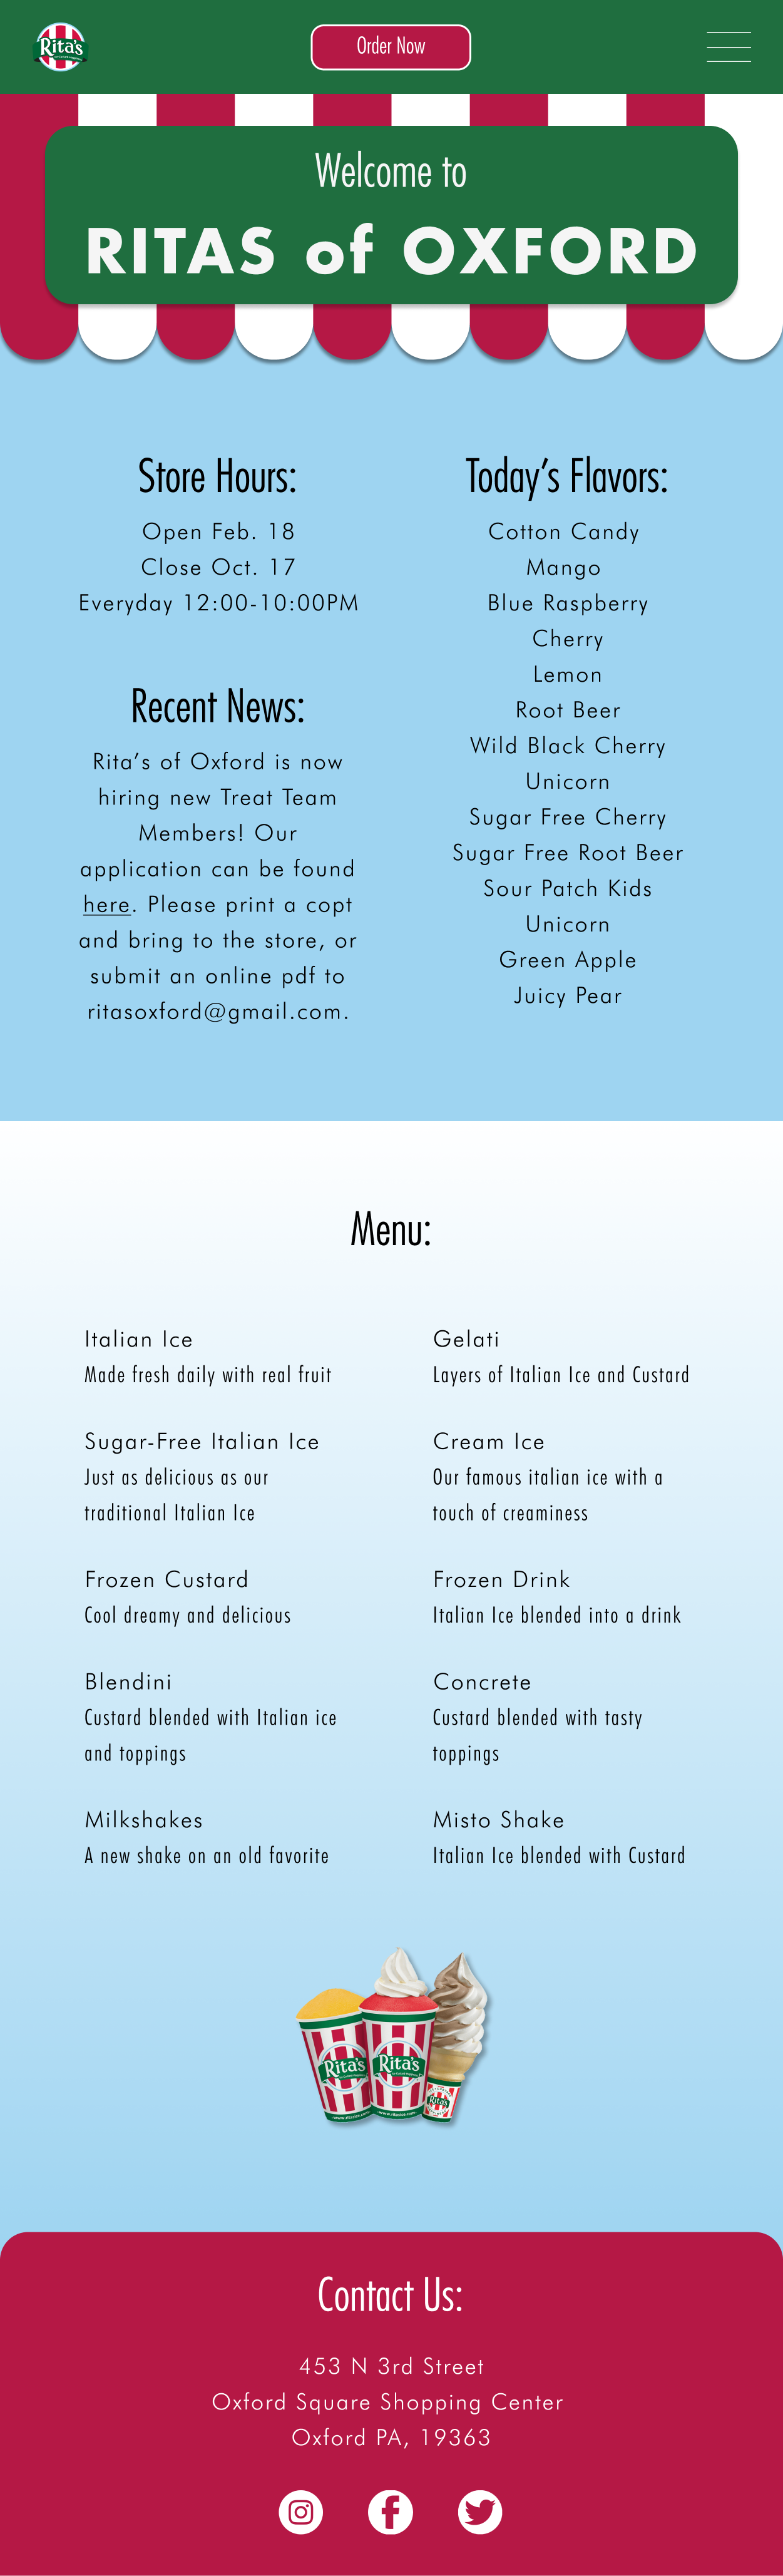 Rita's
Order Now
Welcome to
RITAS of OXFORD
Store Hours:
Open Feb. 18
Close Oct. 17
Everyday 12:00-10:00PM
Recent News:
Rita’s of Oxford is now
hiring new Treat Team
Members! Our
application can be found
here. Please print a copt
and bring to the store, or
submit an online pdf to
ritasoxford@gmail.com.
Today’s Flavors:
Cotton Candy
Mango
Blue Raspberry
Cherry
Lemon
Root Beer
Wild Black Cherry
Unicorn
Sugar Free Cherry
Sugar Free Root Beer
Sour Patch Kids
Unicorn
Green Apple
Juicy Pear
Menu:
Italian Ice
Made fresh daily with real fruit
Sugar-Free Italian Ice
Just as delicious as our
traditional Italian Ice
Frozen Custard
Cool dreamy and delicious
Blendini
Custard blended with Italian ice
and toppings
Milkshakes
A new shake on an old favorite
Gelati
Layers of Italian Ice and Custard
Cream Ice
Our famous italian ice with a
touch of creaminess
Frozen Drink
Italian Ice blended into a drink
Concrete
Custard blended with tasty
toppings
Misto Shake
Italian Ice blended with Custard
Rita's
Rita's
Rita's
Contact Us:
453 N 3rd Street
Oxford Square Shopping Center
Oxford PA, 19363